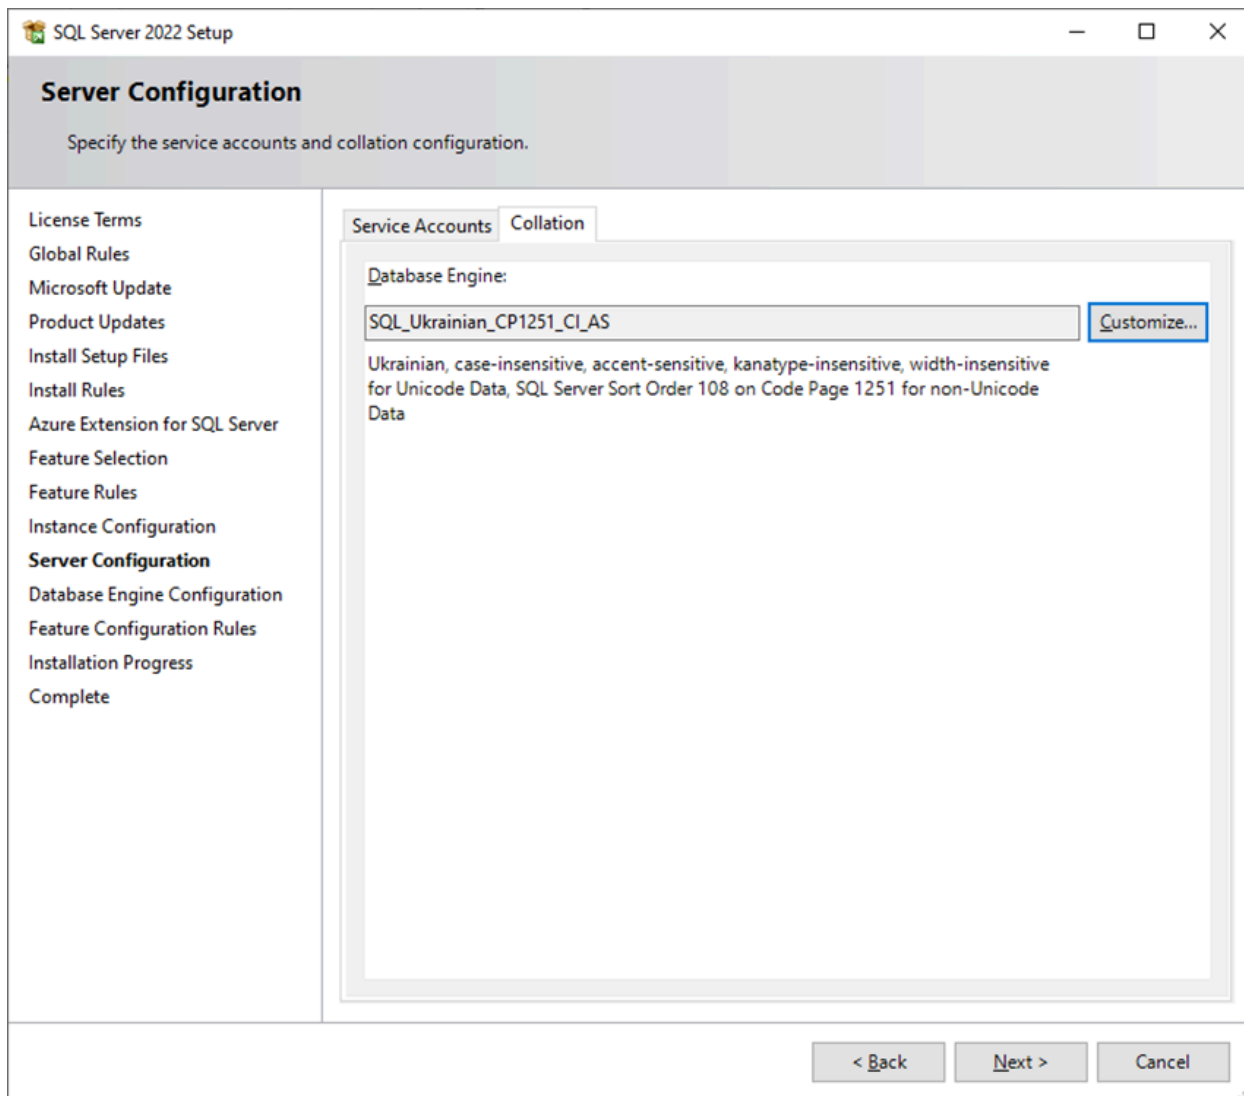 SQL Server 2022 Setup
Server Configuration
Specify the service accounts and collation configuration.
License Terms
Global Rules
Microsoft Update
Product Updates
Install Setup Files
Install Rules
Azure Extension for SQL Server
Feature Selection
Feature Rules
Instance Configuration
Server Configuration
Database Engine Configuration
Feature Configuration Rules
Installation Progress
Complete
Service Accounts
Collation
Database Engine:
SQL_Ukrainian_CP1251_CI_AS
Customize...
Ukrainian, case-insensitive, accent-sensitive, kanatype-insensitive, width-insensitive
for Unicode Data, SQL Server Sort Order 108 on Code Page 1251 for non-Unicode
Data
< Back
Next >
Cancel